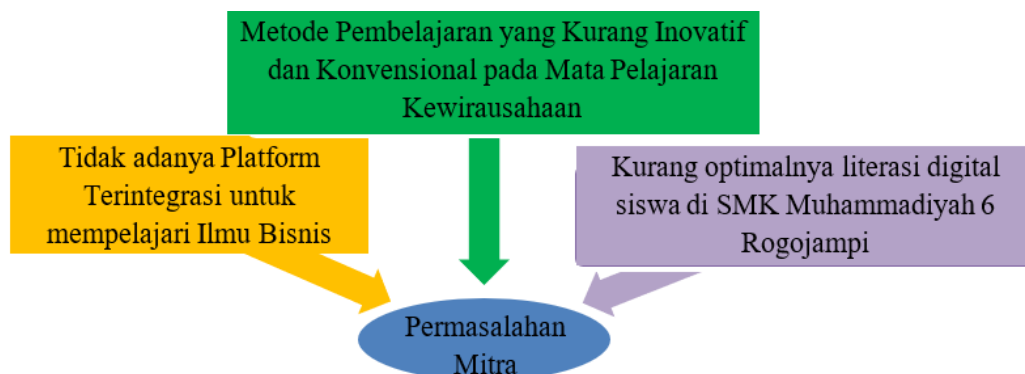 Metode Pembelajaran yang Kurang Inovatif
dan Konvensional pada Mata Pelajaran
Kewirausahaan
Tidak adanya Platform
Terintegrasi untuk
mempelajari Ilmu Bisnis
Kurang optimalnya literasi digital
siswa di SMK Muhammadiyah 6
Rogojampi
Permasalahan
Mitra